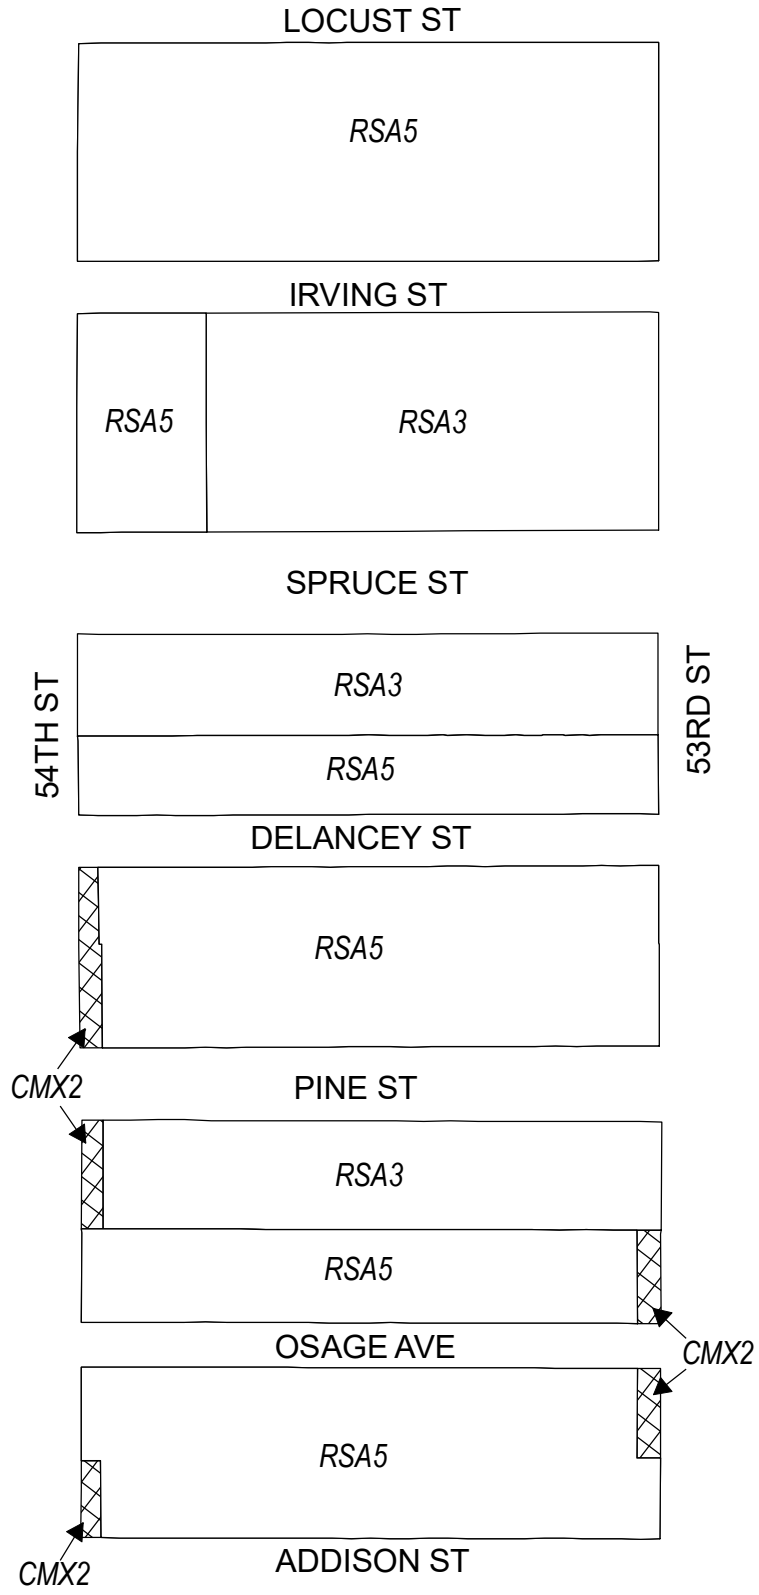 LOCUST ST
RSA5
IRVING ST
RSA5
RSA3
SPRUCE ST
54TH ST
53RD ST
RSA3
RSA5
DELANCEY ST
RSA5
CMX2
PINE ST
RSA3
RSA5
OSAGE AVE
CMX2
RSA5
ADDISON ST
CMX2